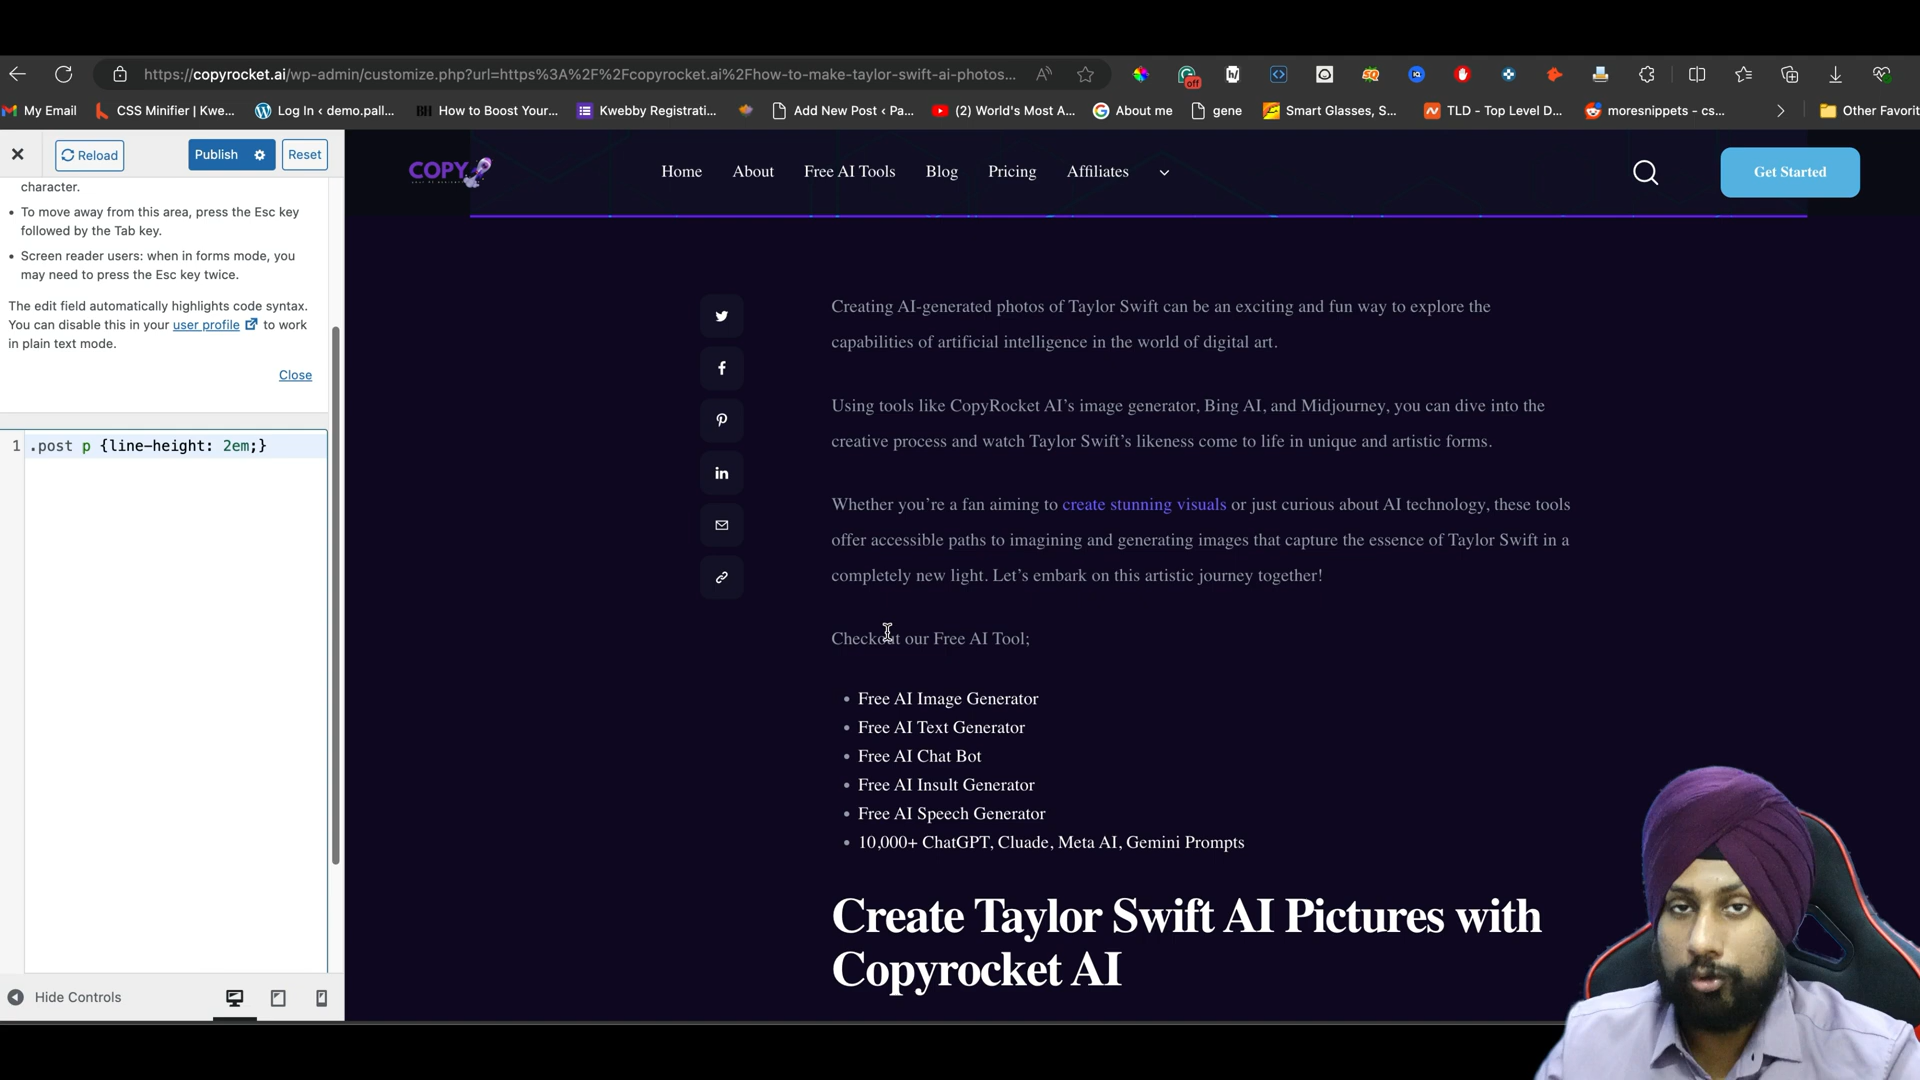 https://copyrocket.ai/wp-admin/customize.php?url=https%3A%2F%2Fcopyrocket.ai%2Fhow-to-make-taylor-swift-ai-photos...
off
My Email
CSS Minifier | Kwe...
Log In ‹ demo.pall...
How to Boost Your...
Kwebby Registrati...
Add New Post ‹ Pa...
(2) World's Most A...
About me
gene
Smart Glasses, S...
TLD - Top Level D...
moresnippets – cs...
Other Favorit
Reload
Publish
Reset
character.
• To move away from this area, press the Esc key
followed by the Tab key.
• Screen reader users: when in forms mode, you
may need to press the Esc key twice.
The edit field automatically highlights code syntax.
You can disable this in your user profile to work
in plain text mode.
Close
1 .post p {line-height: 2em;}
Hide Controls
COPY
Home
About
Free AI Tools
Blog
Pricing
Affiliates
Get Started
Creating AI-generated photos of Taylor Swift can be an exciting and fun way to explore the
capabilities of artificial intelligence in the world of digital art.
Using tools like CopyRocket AI’s image generator, Bing AI, and Midjourney, you can dive into the
creative process and watch Taylor Swift’s likeness come to life in unique and artistic forms.
Whether you’re a fan aiming to create stunning visuals or just curious about AI technology, these tools
offer accessible paths to imagining and generating images that capture the essence of Taylor Swift in a
completely new light. Let’s embark on this artistic journey together!
Checkout our Free AI Tool;
• Free AI Image Generator
• Free AI Text Generator
• Free AI Chat Bot
• Free AI Insult Generator
• Free AI Speech Generator
• 10,000+ ChatGPT, Cluade, Meta AI, Gemini Prompts
Create Taylor Swift AI Pictures with
Copyrocket AI